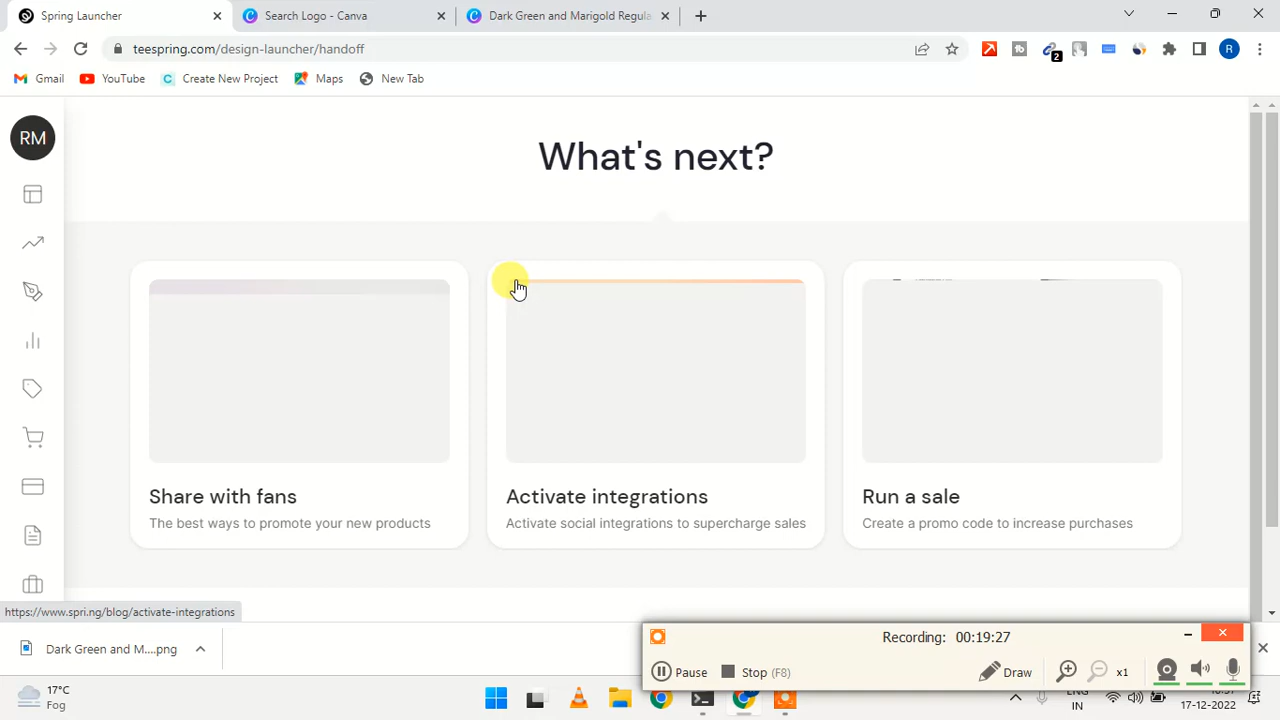 Spring Launcher
Search Logo - Canva
Dark Green and Marigold Regula
teespring.com/design-launcher/handoff
2
R
Gmail
YouTube
Create New Project
Maps
New Tab
RM
What's next?
Share with fans
The best ways to promote your new products
Activate integrations
Activate social integrations to supercharge sales
Run a sale
Create a promo code to increase purchases
https://www.spri.ng/blog/activate-integrations
Dark Green and M....png
Recording: 00:19:27
Pause
Stop (F8)
Draw
x1
17°C
Fog
ENG
IN
17-12-2022